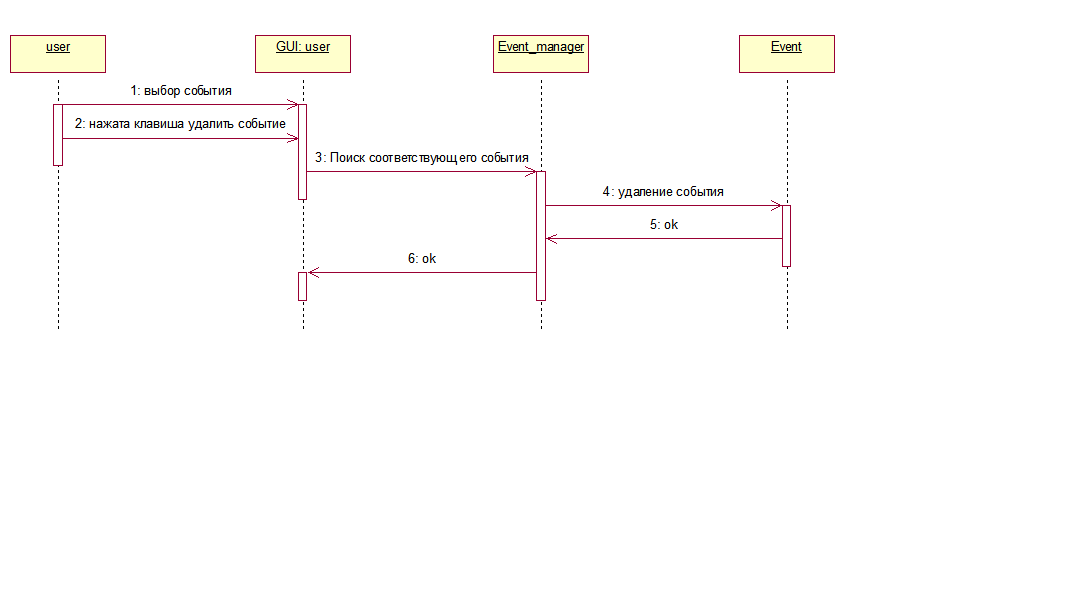 user
GUI: user
Event_manager
Event
1: выбор события
2: нажата клавиша удалить событие
3: Поиск соответствующего события
4: удаление события
5: ok
6: ok